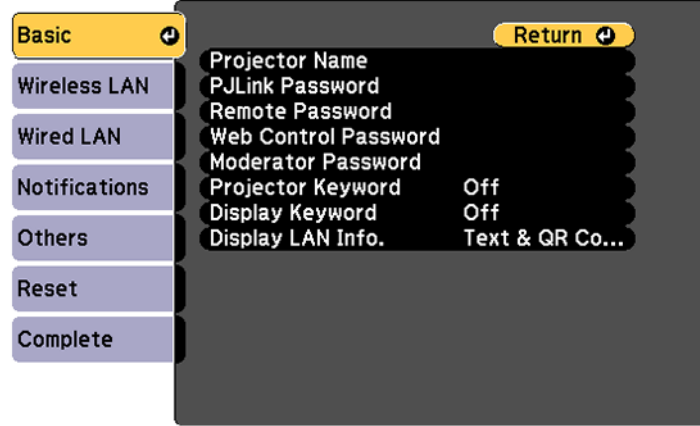 Basic
Wireless LAN
Wired LAN
Notifications
Others
Reset
Complete
Return
Projector Name
PJLink Password
Remote Password
Web Control Password
Moderator Password
Projector Keyword Off
Display Keyword Off
Display LAN Info. Text & QR Co...